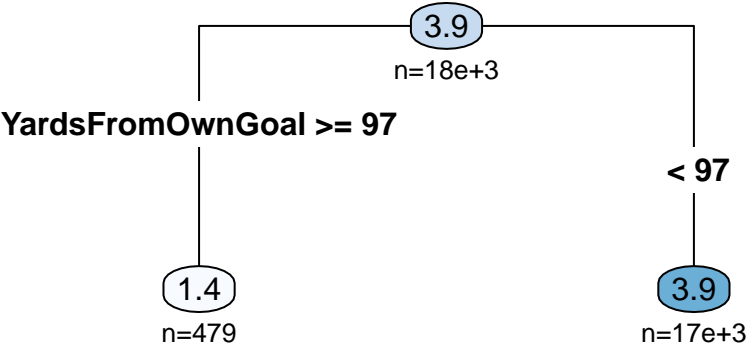 3.9
n=18e+3
YardsFromOwnGoal >= 97
< 97
1.4
3.9
n=479
n=17e+3